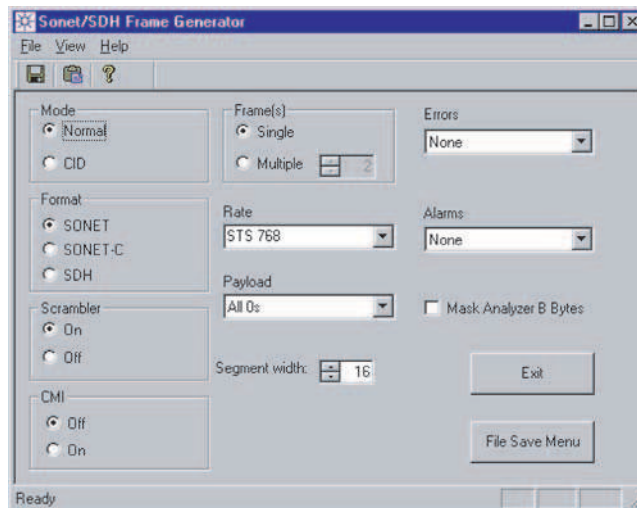 Sonet/SDH Frame Generator
File View Help
Mode
Normal
CID
Format
SONET
SONET-C
SDH
Scrambler
On
Off
CMI
Off
On
Frame(s)
Single
Multiple 2
Rate
STS 768
Payload
All 0s
Segment width: 16
Errors
None
Alarms
None
Mask Analyzer B Bytes
Exit
File Save Menu
Ready